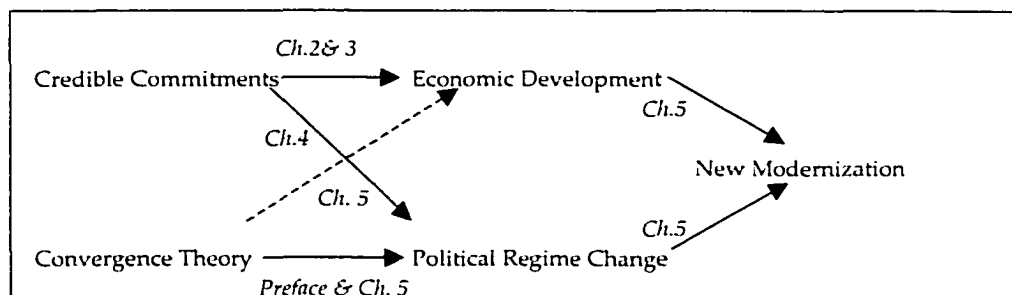 Ch.2& 3
Credible Commitments Economic Development
Ch.5
Ch.4
New Modernization
Ch. 5
Ch.5
Convergence Theory Political Regime Change
Preface & Ch. 5